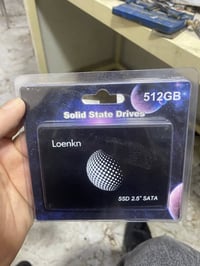 Solid State Drives
512GB
Loenkn
SSD 2.5" SATA